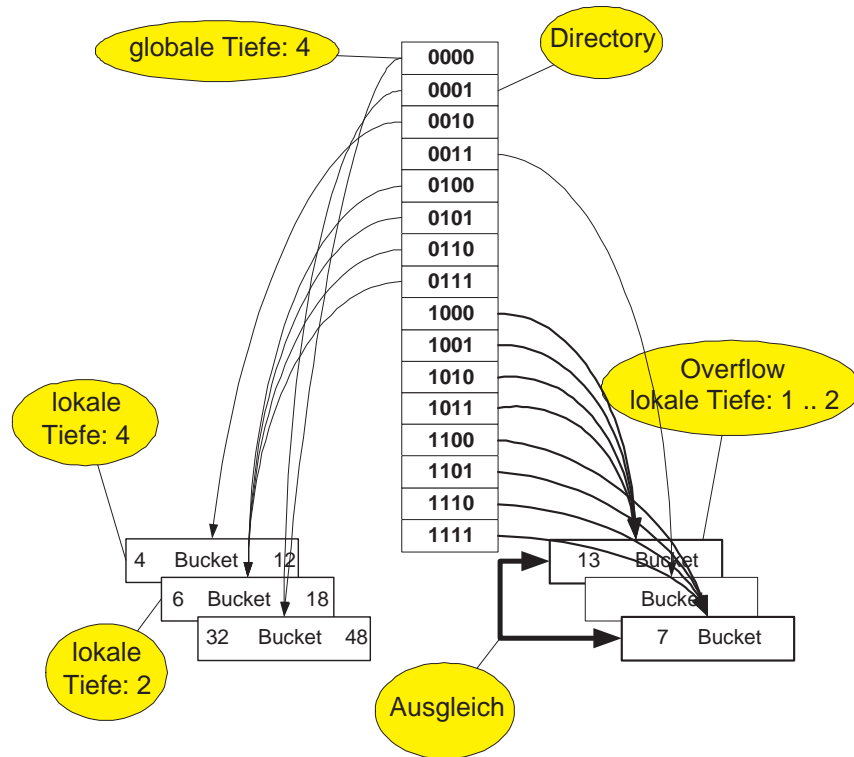 globale Tiefe: 4
Directory
0000
0001
0010
0011
0100
0101
0110
0111
1000
1001
1010
1011
1100
1101
1110
1111
Overflow
lokale Tiefe: 1 .. 2
lokale
Tiefe: 4
4 Bucket 12
6 Bucket 18
32 Bucket 48
13 Bucket
Bucket
7 Bucket
lokale
Tiefe: 2
Ausgleich